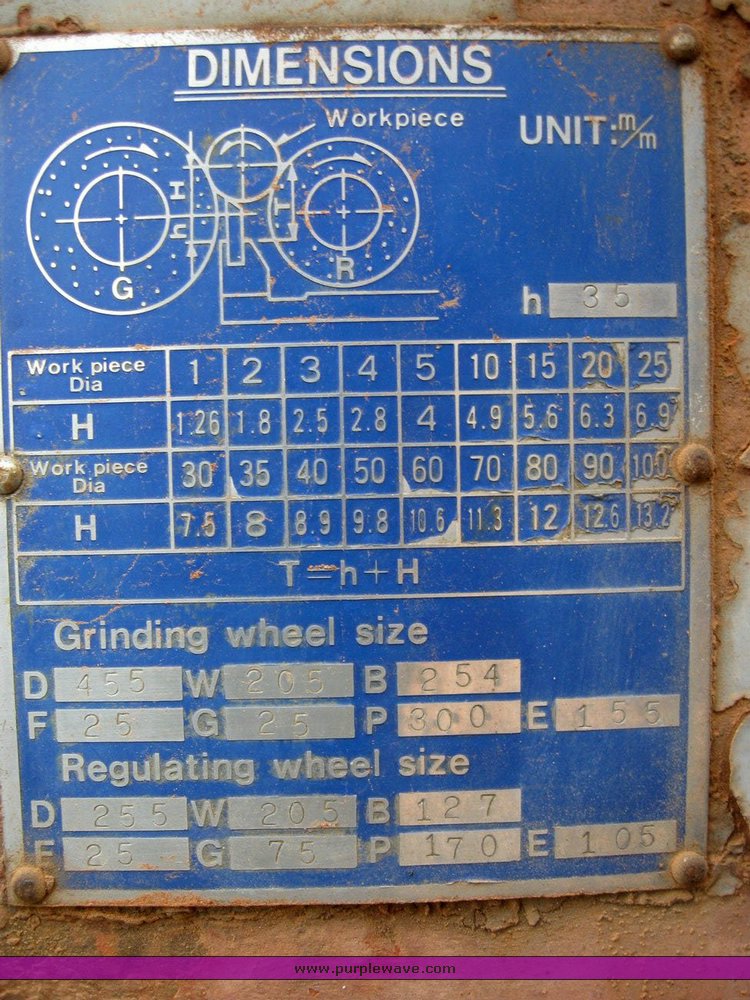 DIMENSIONS
Workpiece
UNIT: m/m
H
h
T
G
R
h 35
Work piece Dia 1 2 3 4 5 10 15 20 25
H 1.26 1.8 2.5 2.8 4 4.9 5.6 6.3 6.9
Work piece Dia 30 35 40 50 60 70 80 90 100
H 7.5 8 8.9 9.8 10.6 11.3 12 12.6 13.2
T=h+H
Grinding wheel size
D 455 W 205 B 254
F 25 G 25 P 300 E 155
Regulating wheel size
D 255 W 205 B 127
F 25 G 75 P 170 E 105
www.purplewave.com